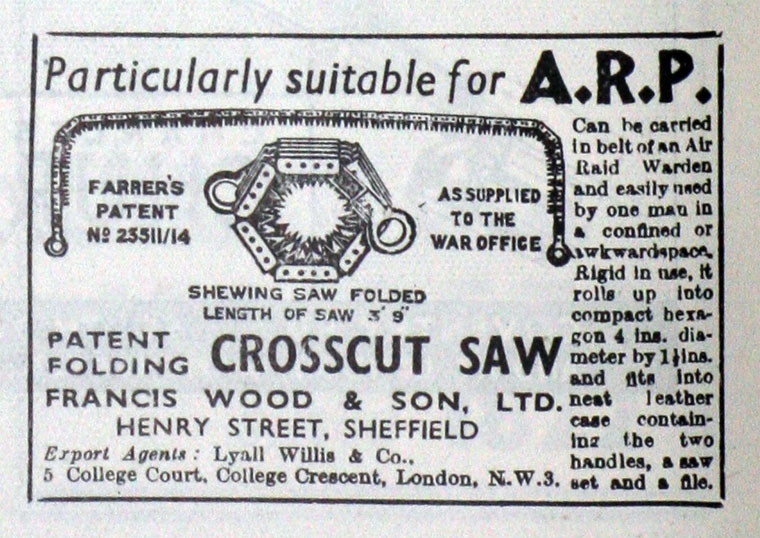 Particularly suitable for A.R.P.
FARRER'S
PATENT
Nº 23511/14
AS SUPPLIED
TO THE
WAR OFFICE
SHEWING SAW FOLDED
LENGTH OF SAW 3' 9"
PATENT
FOLDING
CROSSCUT SAW
FRANCIS WOOD & SON, LTD.
HENRY STREET, SHEFFIELD
Export Agents: Lyall Willis & Co.,
5 College Court, College Crescent, London, N.W.3.
Can be carried
in belt of an Air
Raid Warden
and easily used
by one man in
a confined or
awkward space.
Rigid in use, it
rolls up into
compact hexa-
gon 4 ins. dia-
meter by 1½ins.
and fits into
neat leather
case contain-
ing the two
handles, a saw
set and a file.